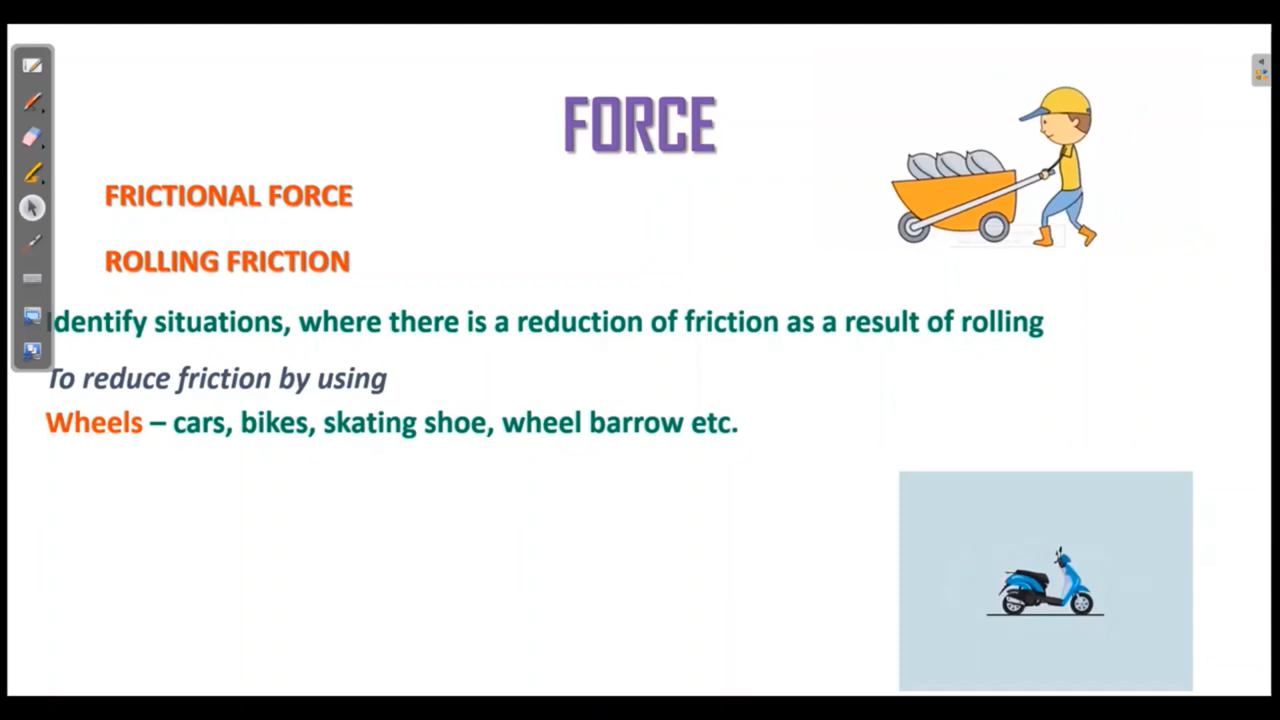 FORCE
FRICTIONAL FORCE
ROLLING FRICTION
Identify situations, where there is a reduction of friction as a result of rolling
To reduce friction by using
Wheels – cars, bikes, skating shoe, wheel barrow etc.